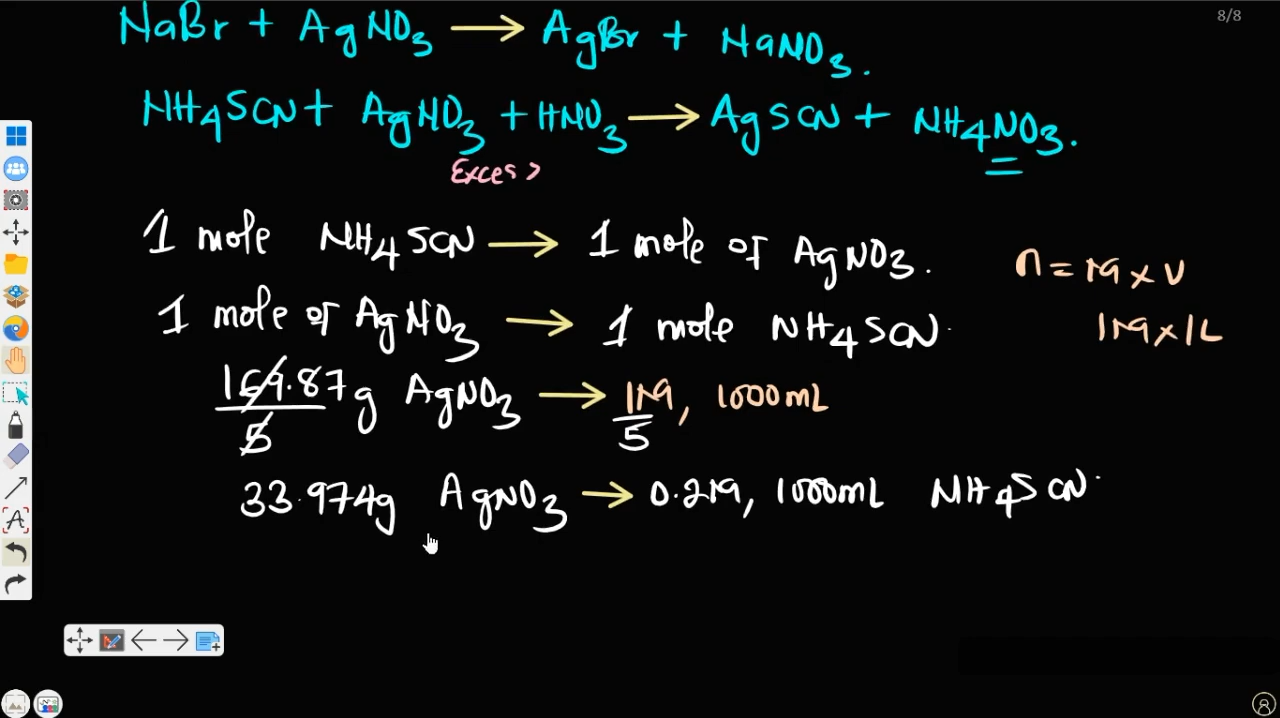 8/8
NaBr + AgNO3 → AgBr + NaNO3.
NH4SCN + AgNO3 + HNO3 → AgSCN + NH4NO3.
Excess
1 mole NH4SCN → 1 mole of AgNO3.
n = M x V
1 mole of AgNO3 → 1 mole NH4SCN.
1M x 1L
169.87g AgNO3 → 1M, 1000mL
5 5
33.974g AgNO3 → 0.2M, 1000mL NH4SCN.